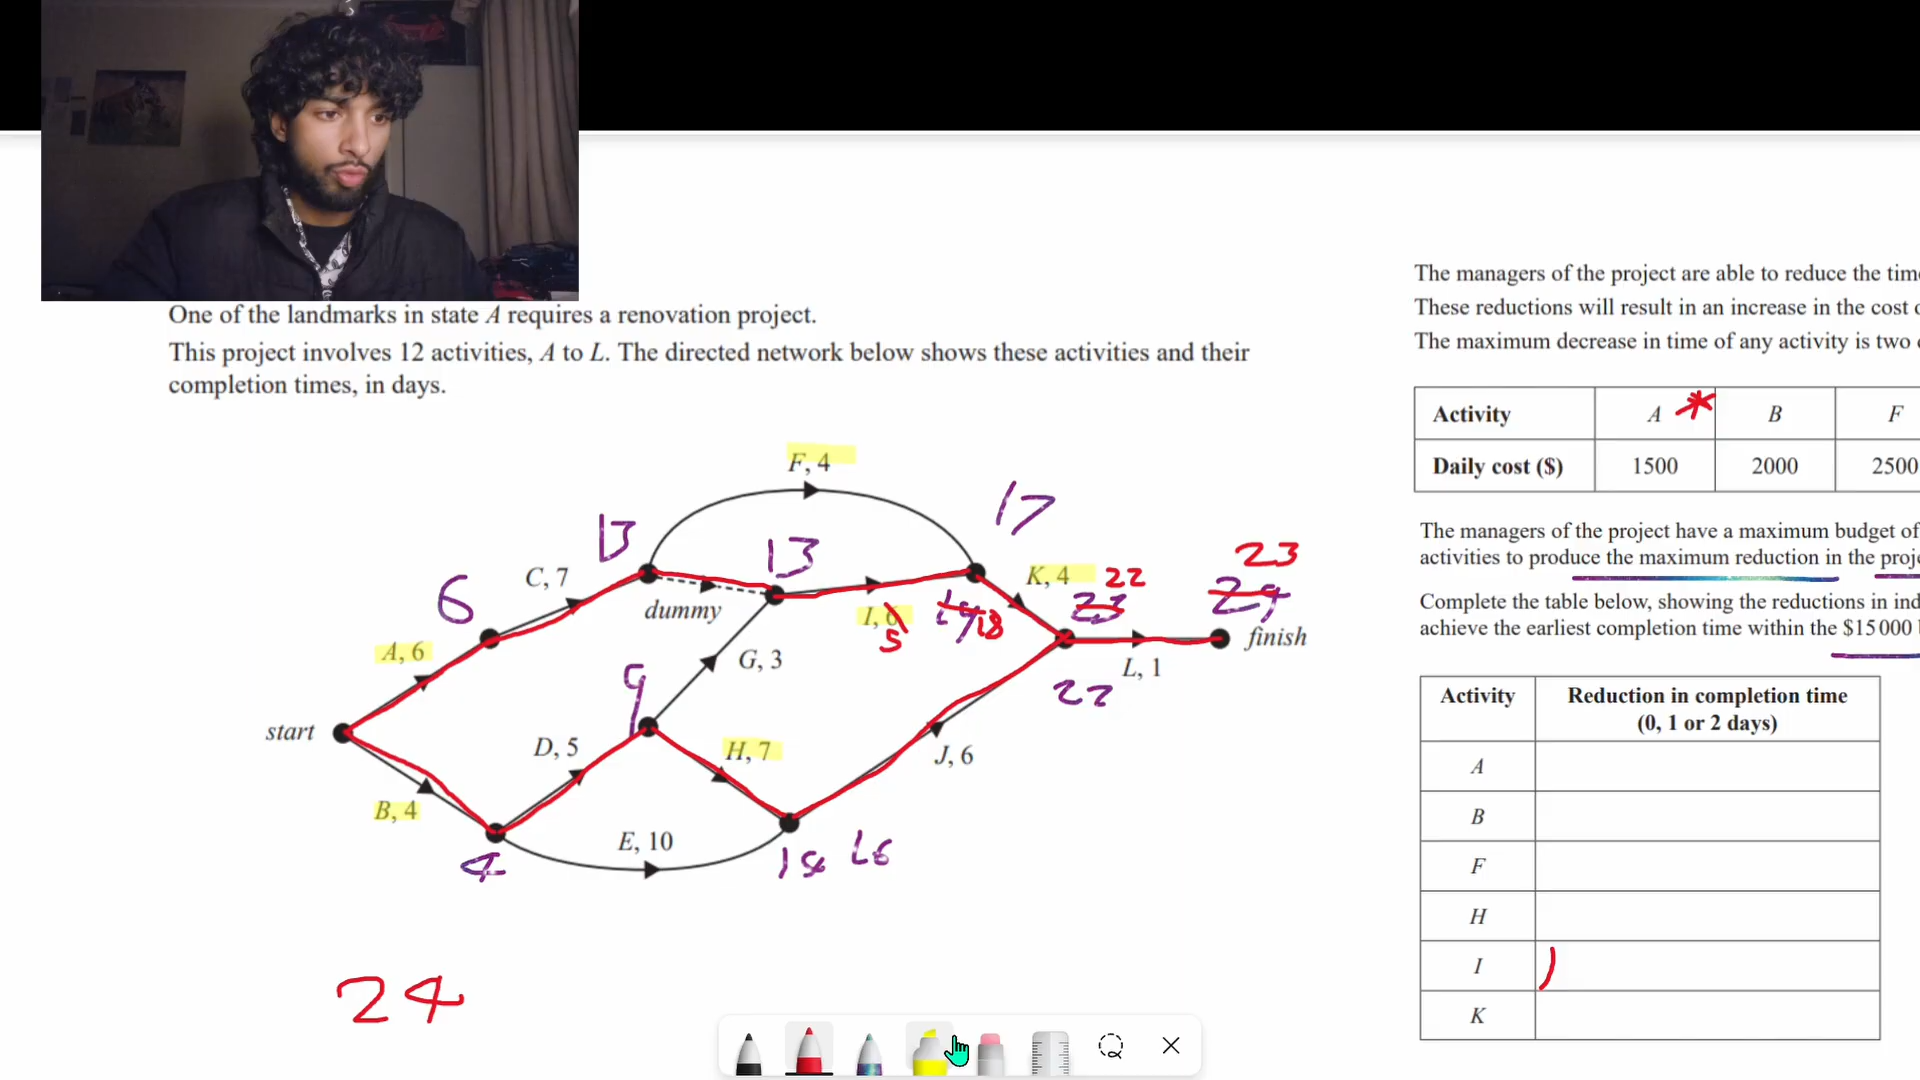 One of the landmarks in state A requires a renovation project.
This project involves 12 activities, A to L. The directed network below shows these activities and their
completion times, in days.
F, 4
17
13
13
C, 7
K, 4
22
23
23
24
6
dummy
I, 6
5
19
18
finish
A, 6
G, 3
L, 1
9
22
start
D, 5
H, 7
J, 6
B, 4
E, 10
4
14
16
24
The managers of the project are able to reduce the tim
These reductions will result in an increase in the cost o
The maximum decrease in time of any activity is two
Activity A * B F
Daily cost ($) 1500 2000 2500
The managers of the project have a maximum budget of
activities to produce the maximum reduction in the proj
Complete the table below, showing the reductions in ind
achieve the earliest completion time within the $15 000
Activity Reduction in completion time
(0, 1 or 2 days)
A
B
F
H
I
K